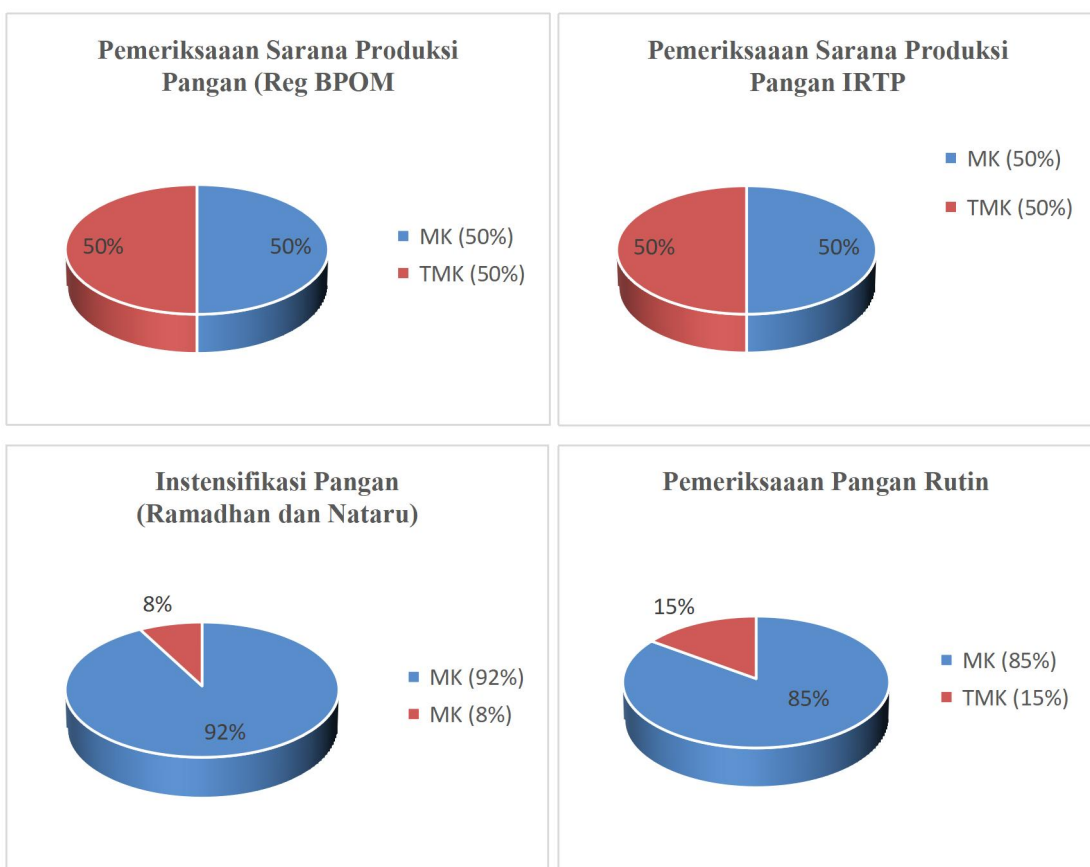 Pemeriksaaan Sarana Produksi
Pangan (Reg BPOM
50%
50%
MK (50%)
TMK (50%)
Pemeriksaaan Sarana Produksi
Pangan IRTP
50%
50%
MK (50%)
TMK (50%)
Instensifikasi Pangan
(Ramadhan dan Nataru)
8%
92%
MK (92%)
MK (8%)
Pemeriksaaan Pangan Rutin
15%
85%
MK (85%)
TMK (15%)